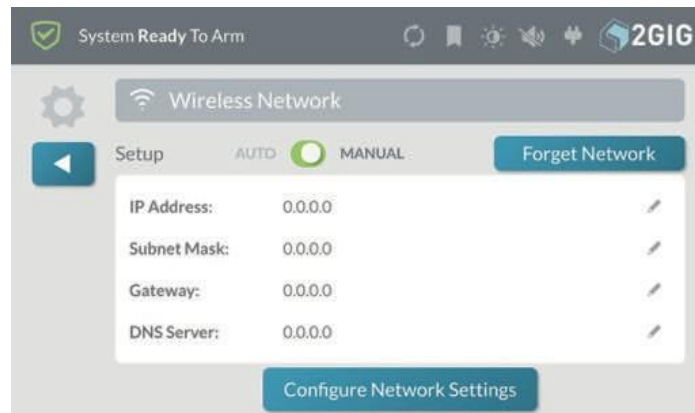 System Ready To Arm
2GIG
Wireless Network
Setup AUTO MANUAL Forget Network
IP Address: 0.0.0.0
Subnet Mask: 0.0.0.0
Gateway: 0.0.0.0
DNS Server: 0.0.0.0
Configure Network Settings